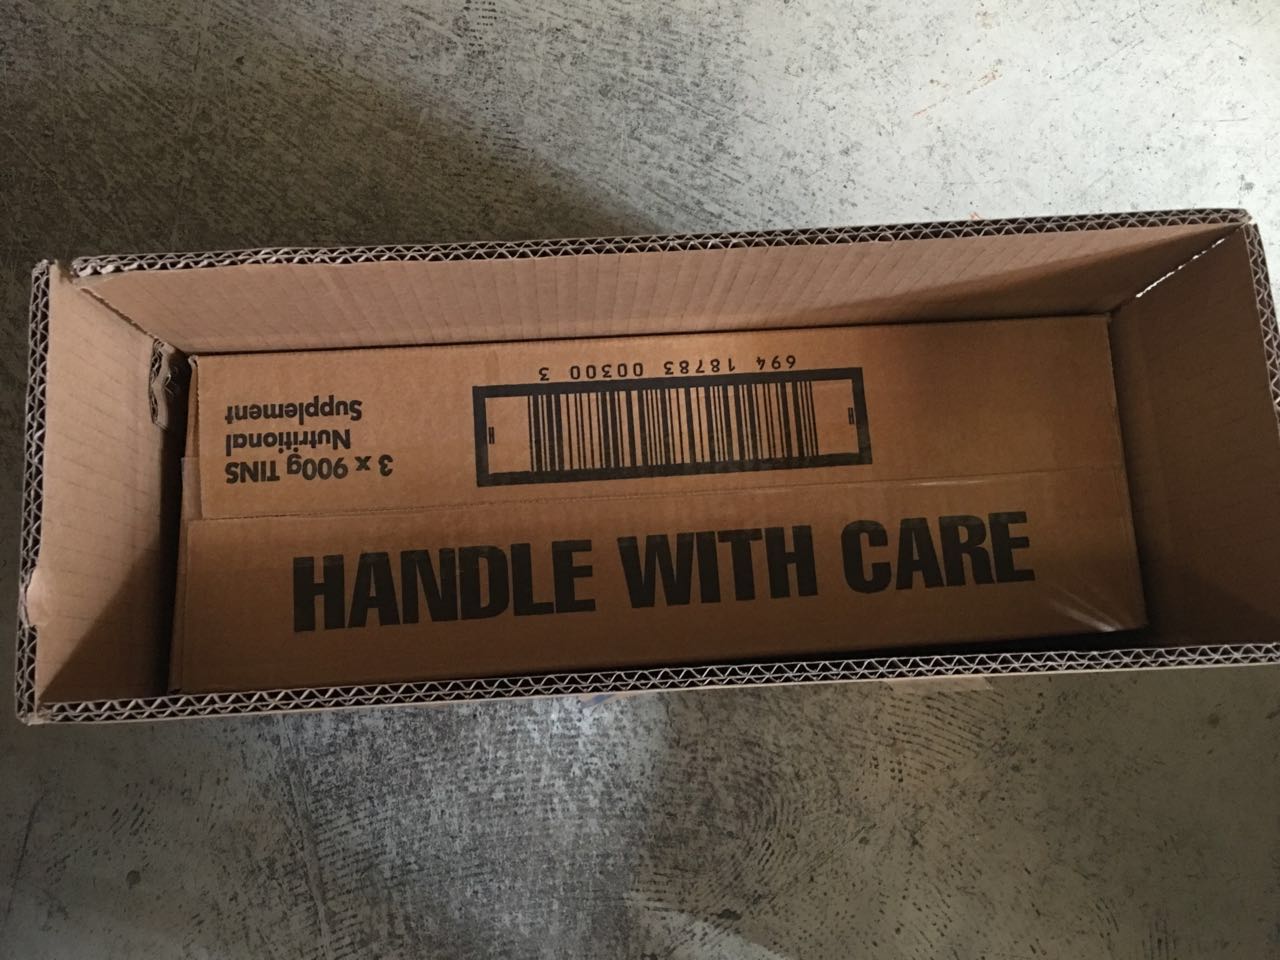 HANDLE WITH CARE
3 x 900g TINS
Nutritional
Supplement
694 18783 00300 3
H H